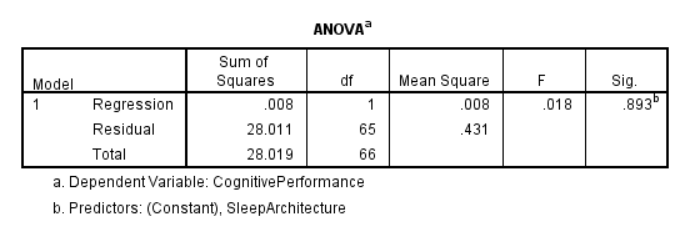 ANOVAa
Model Sum of Squares df Mean Square F Sig.
1 Regression .008 1 .008 .018 .893b
Residual 28.011 65 .431
Total 28.019 66
a. Dependent Variable: CognitivePerformance
b. Predictors: (Constant), SleepArchitecture